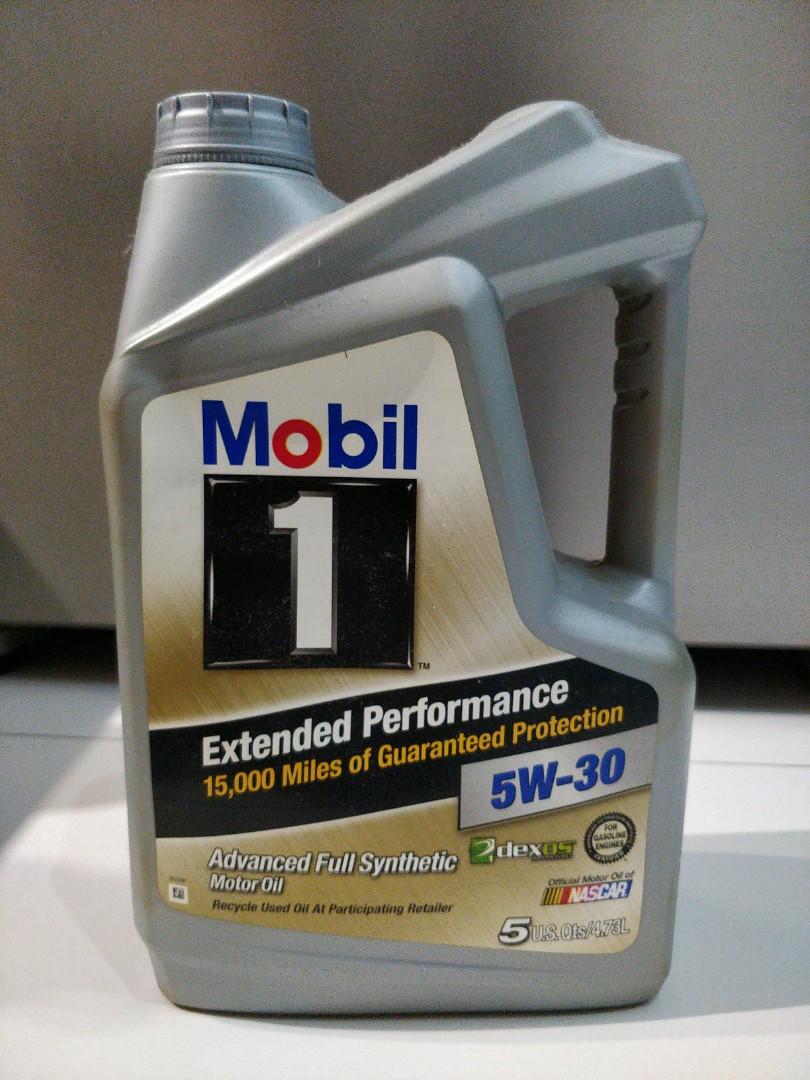 Mobil
1
TM
Extended Performance
15,000 Miles of Guaranteed Protection
5W-30
Advanced Full Synthetic
Motor Oil
dexos
FOR
GASOLINE
ENGINES
Official Motor Oil of
NASCAR
Recycle Used Oil At Participating Retailer
5 U.S. Qts/4.73L